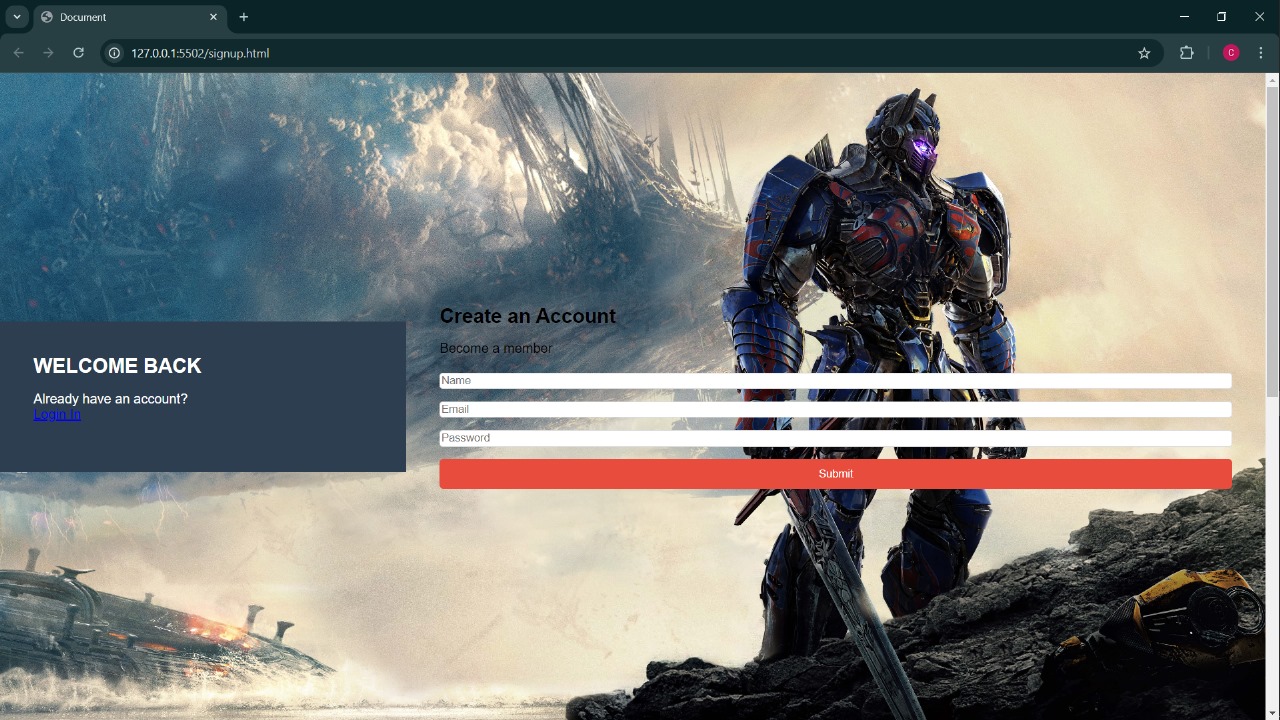 Document
127.0.0.1:5502/signup.html
C
WELCOME BACK
Already have an account?
Login In
Create an Account
Become a member
Name
Email
Password
Submit